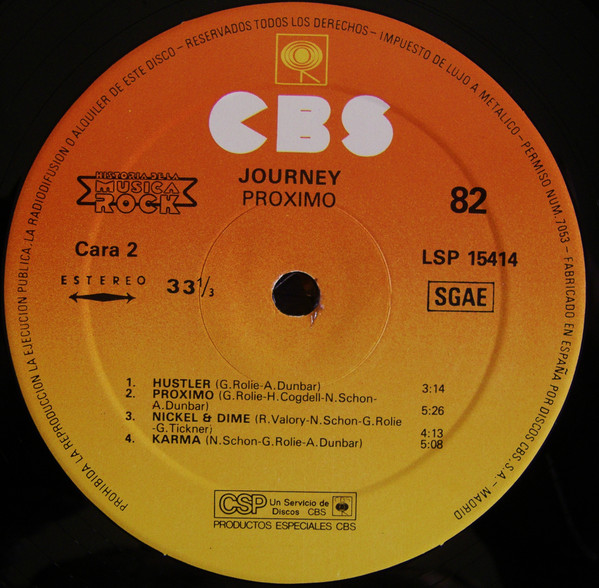 PROHIBIDA LA REPRODUCCION LA EJECUCION PUBLICA: LA RADIODIFUSION O ALQUILER DE ESTE DISCO – RESERVADOS TODOS LOS DERECHOS – IMPUESTO DE LUJO A METALICO – PERMISO NUM. 7053 – FABRICADO EN ESPAÑA POR DISCOS CBS, S.A. – MADRID
CBS
HISTORIA DE LA
MUSICA
ROCK
JOURNEY
PROXIMO
82
Cara 2
LSP 15414
ESTEREO
33 1/3
SGAE
1. HUSTLER (G.Rolie-A.Dunbar) 3:14
2. PROXIMO (G.Rolie-H.Cogdell-N.Schon-
A.Dunbar) 5:26
3. NICKEL & DIME (R.Valory-N.Schon-G.Rolie
-G.Tickner) 4:13
4. KARMA (N.Schon-G.Rolie-A.Dunbar) 5:08
CSP Un Servicio de
Discos CBS
PRODUCTOS ESPECIALES CBS